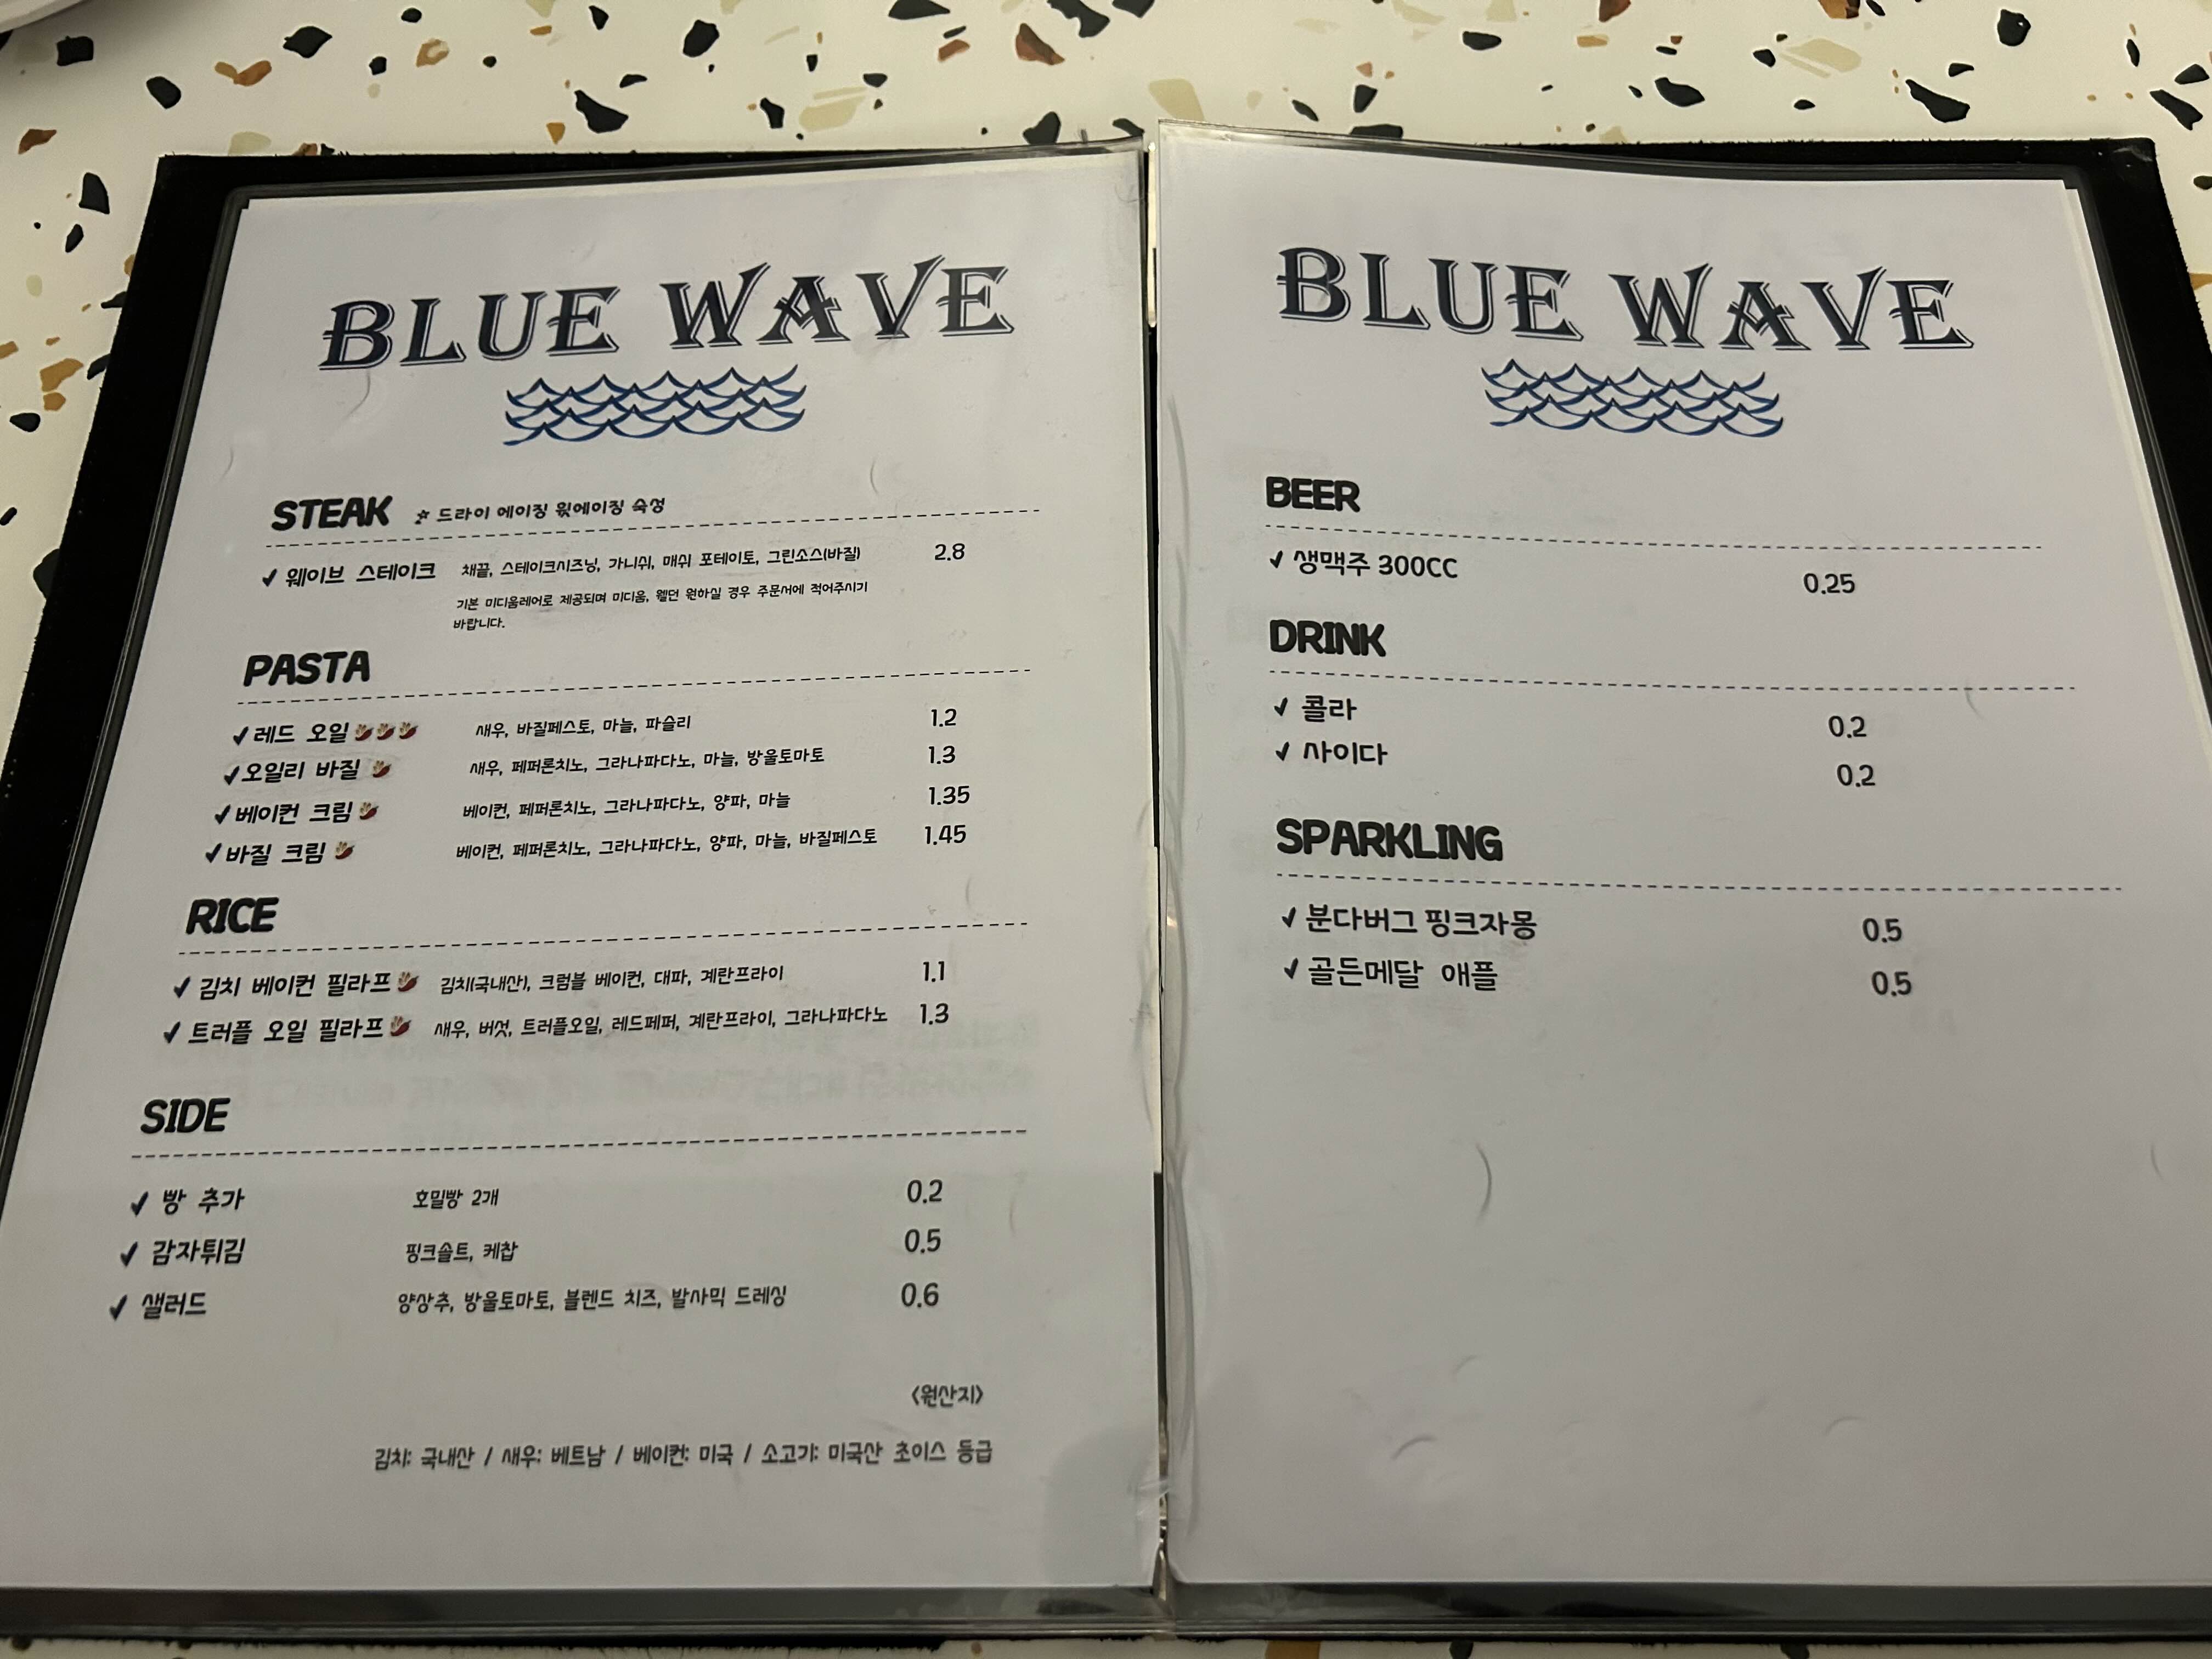 BLUE WAVE
STEAK ☆ 드라이 에이징 웻에이징 숙성
✓ 웨이브 스테이크 채끝, 스테이크시즈닝, 가니쉬, 매쉬 포테이토, 그린소스(바질) 2.8
기본 미디움레어로 제공되며 미디움, 웰던 원하실 경우 주문서에 적어주시기
바랍니다.
PASTA
✓ 레드 오일 🌶🌶🌶 새우, 바질페스토, 마늘, 파슬리 1.2
✓ 오일리 바질 🌶 새우, 페퍼론치노, 그라나파다노, 마늘, 방울토마토 1.3
✓ 베이컨 크림 🌶 베이컨, 페퍼론치노, 그라나파다노, 양파, 마늘 1.35
✓ 바질 크림 🌶 베이컨, 페퍼론치노, 그라나파다노, 양파, 마늘, 바질페스토 1.45
RICE
✓ 김치 베이컨 필라프 🌶 김치(국내산), 크럼블 베이컨, 대파, 계란프라이 1.1
✓ 트러플 오일 필라프 🌶 새우, 버섯, 트러플오일, 레드페퍼, 계란프라이, 그라나파다노 1.3
SIDE
✓ 빵 추가 호밀빵 2개 0.2
✓ 감자튀김 핑크솔트, 케찹 0.5
✓ 샐러드 양상추, 방울토마토, 블렌드 치즈, 발사믹 드레싱 0.6
<원산지>
김치: 국내산 / 새우: 베트남 / 베이컨: 미국 / 소고기: 미국산 초이스 등급
BLUE WAVE
BEER
✓ 생맥주 300CC 0.25
DRINK
✓ 콜라 0.2
✓ 사이다 0.2
SPARKLING
✓ 분다버그 핑크자몽 0.5
✓ 골든메달 애플 0.5